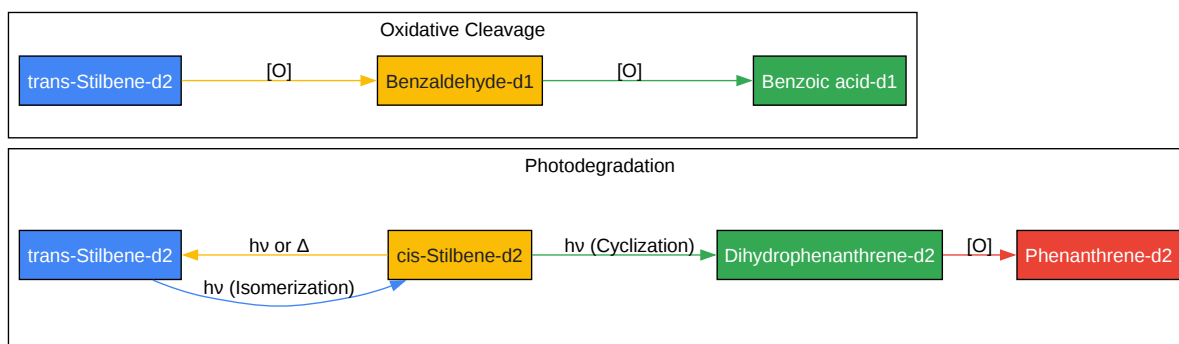 Oxidative Cleavage
trans-Stilbene-d2
[O]
Benzaldehyde-d1
[O]
Benzoic acid-d1
Photodegradation
trans-Stilbene-d2
hν or Δ
hν (Isomerization)
cis-Stilbene-d2
hν (Cyclization)
Dihydrophenanthrene-d2
[O]
Phenanthrene-d2